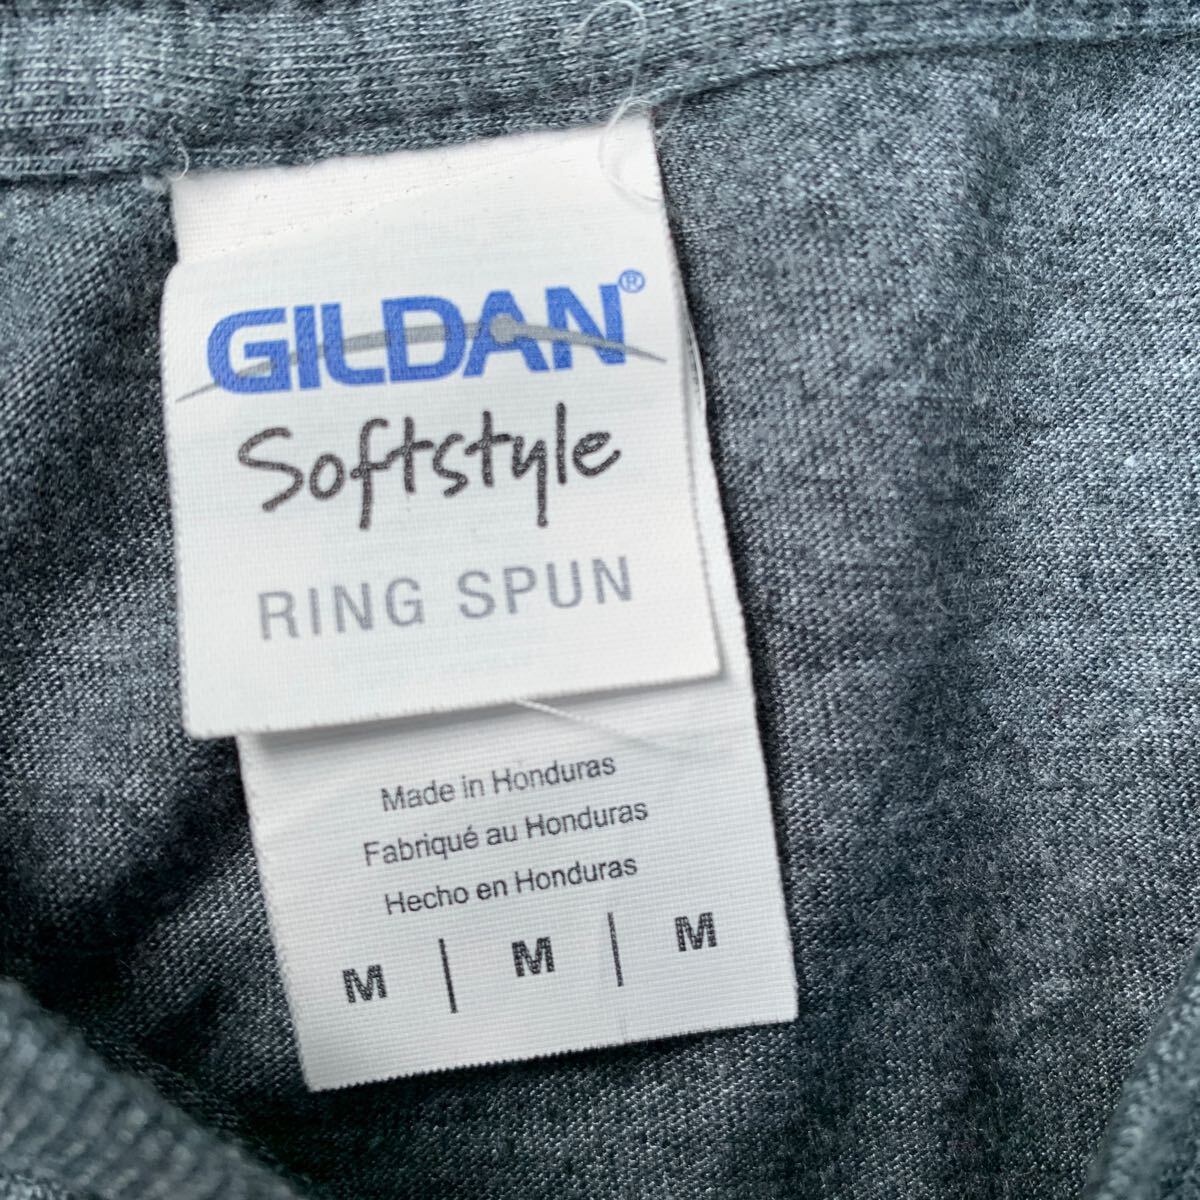 GILDAN®
Softstyle
RING SPUN
Made in Honduras
Fabriqué au Honduras
Hecho en Honduras
M | M | M